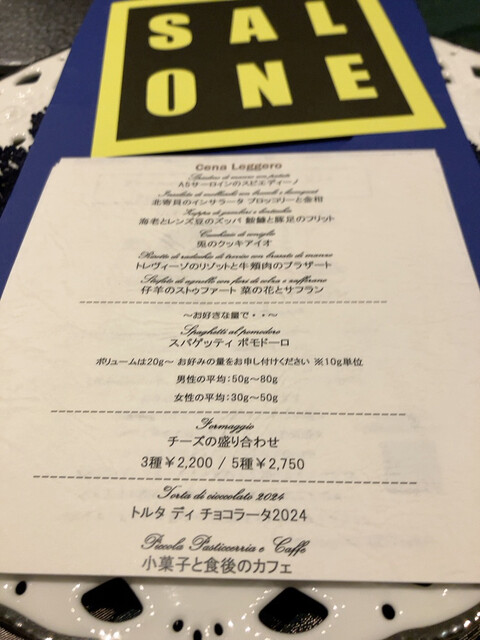 SAL
ONE
Cena Leggero
A5サーロインのスピエディーノ
北寄貝のインサラータ ブロッコリーと金柑
海老とレンズ豆のズッパ 鮟鱇と豚足のフリット
兎のクッキアイオ
トレヴィーゾのリゾットと牛頬肉のブラザート
仔羊のストゥファート 菜の花とサフラン
～お好きな量で・・～
Spaghetti al pomodoro
スパゲッティ ポモドーロ
ボリュームは20g～ お好みの量をお申し付けください ※10g単位
男性の平均：50g～80g
女性の平均：30g～50g
Formaggio
チーズの盛り合わせ
3種￥2,200 / 5種￥2,750
Torta di cioccolato 2024
トルタ ディ チョコラータ2024
Piccola Pasticcerria e Caffe
小菓子と食後のカフェ